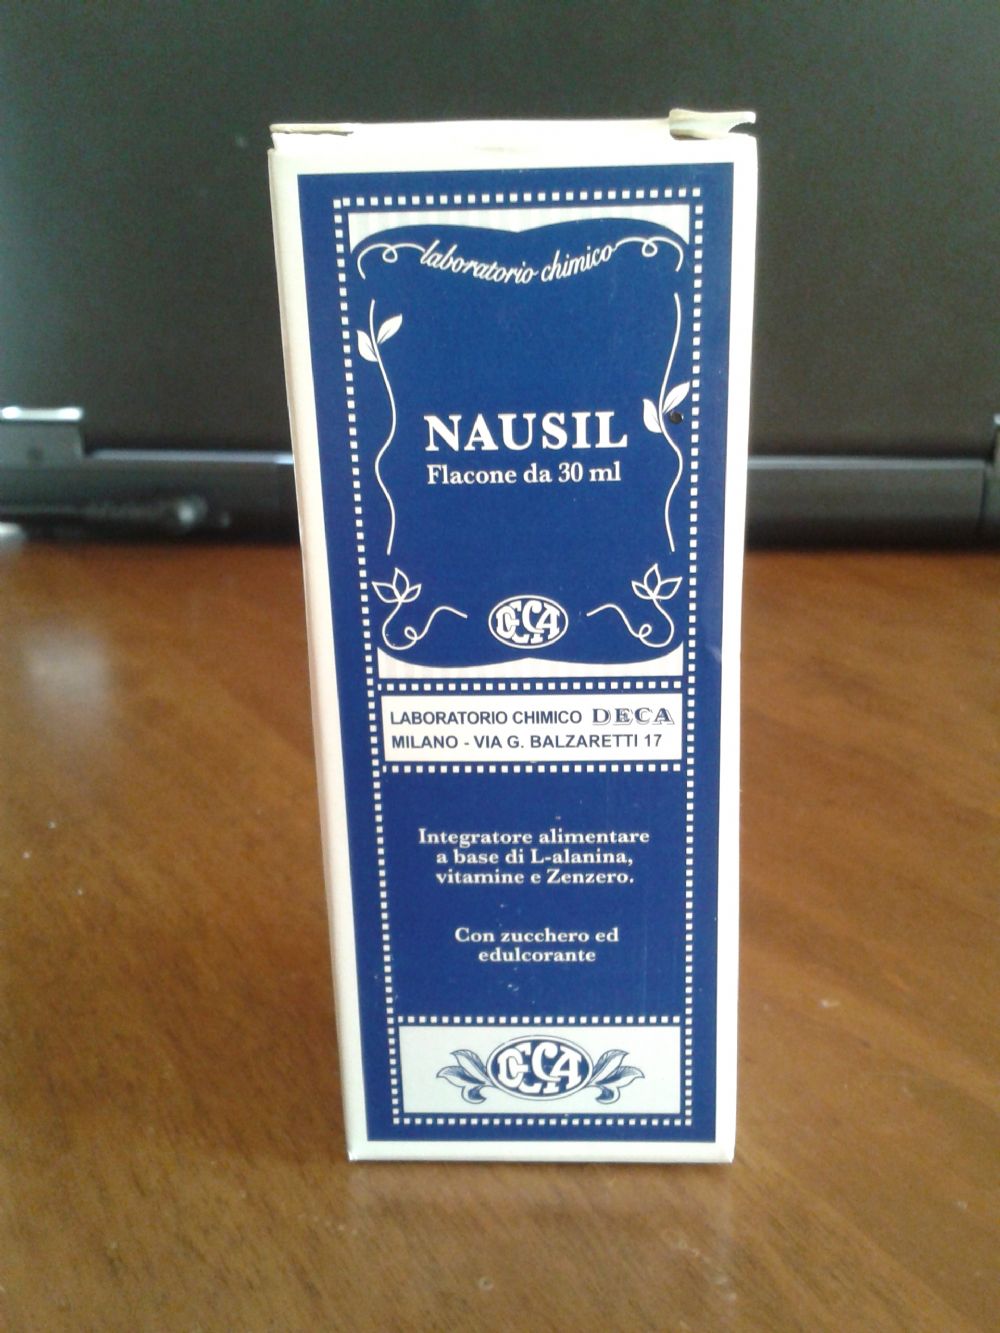 laboratorio chimico
NAUSIL
Flacone da 30 ml
DECA
LABORATORIO CHIMICO DECA
MILANO - VIA G. BALZARETTI 17
Integratore alimentare
a base di L-alanina,
vitamine e Zenzero.
Con zucchero ed
edulcorante
DECA